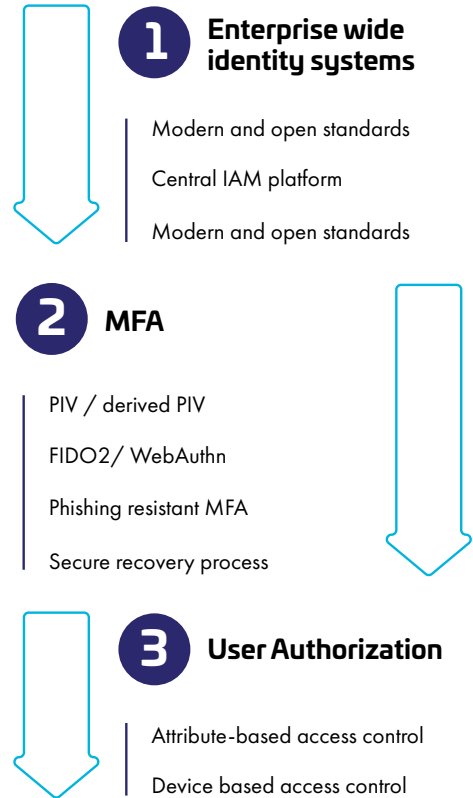 1
Enterprise wide
identity systems
Modern and open standards
Central IAM platform
Modern and open standards
2
MFA
PIV / derived PIV
FIDO2/ WebAuthn
Phishing resistant MFA
Secure recovery process
3
User Authorization
Attribute-based access control
Device based access control